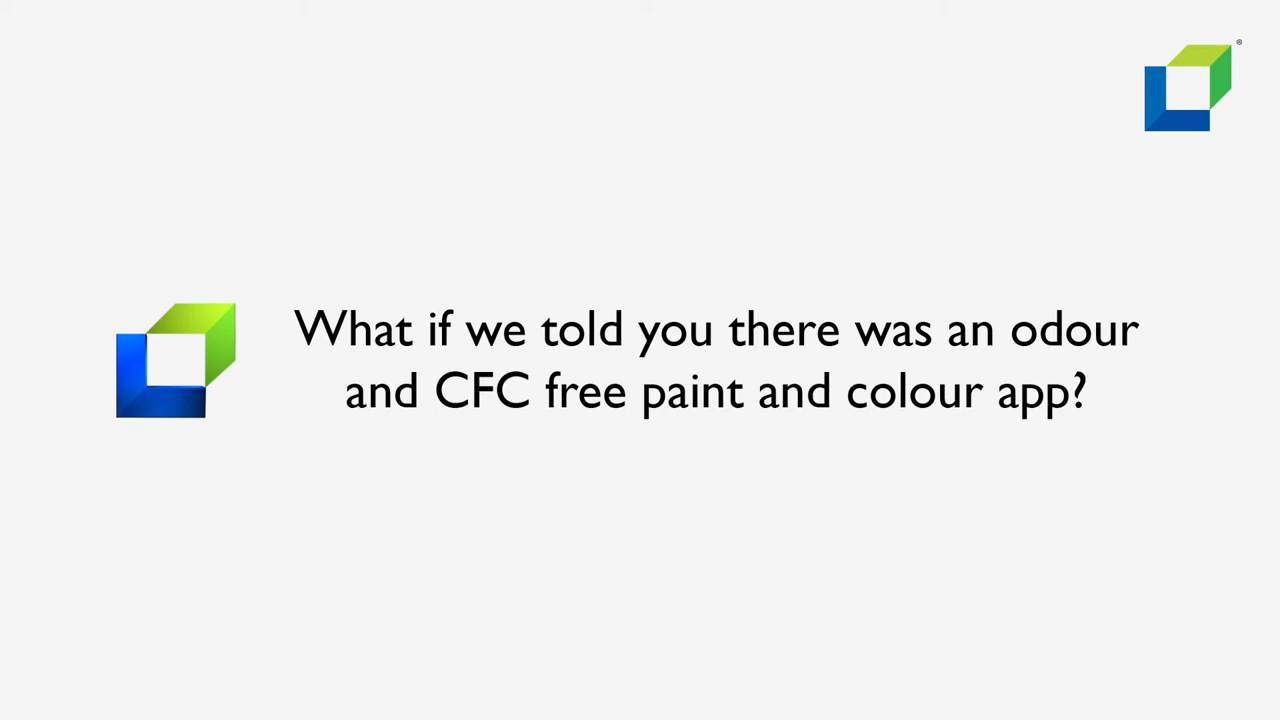 ®
What if we told you there was an odour
and CFC free paint and colour app?